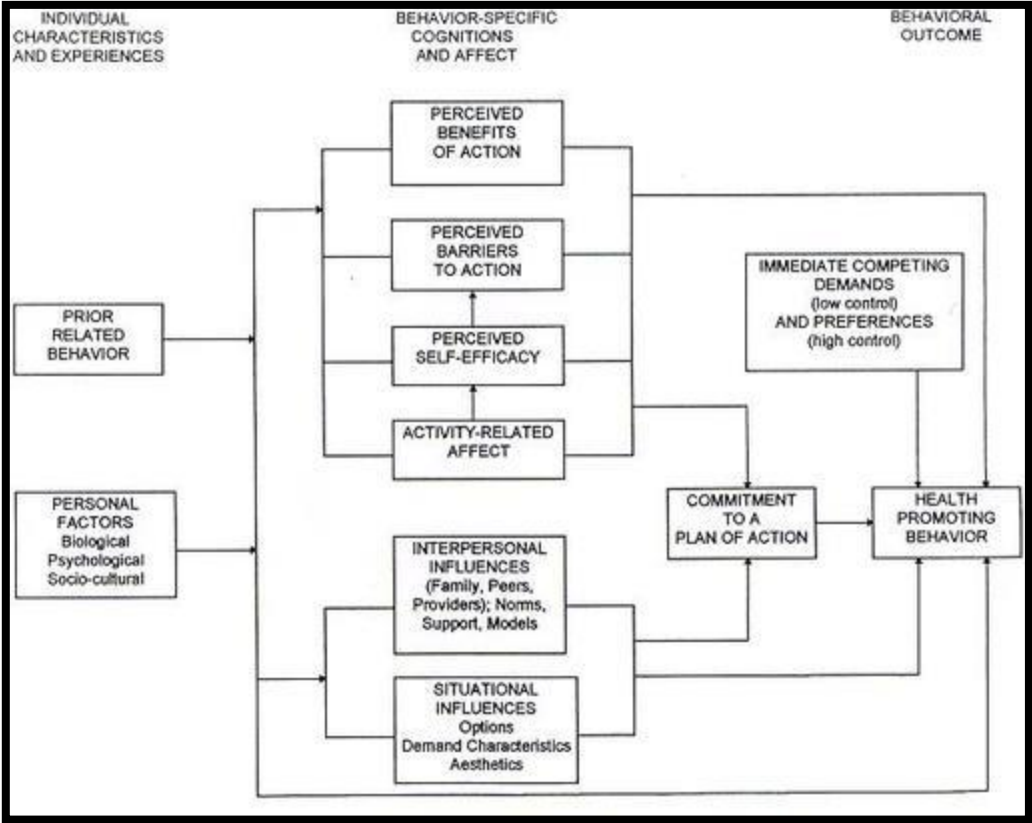 INDIVIDUAL
CHARACTERISTICS
AND EXPERIENCES
BEHAVIOR-SPECIFIC
COGNITIONS
AND AFFECT
BEHAVIORAL
OUTCOME
PERCEIVED
BENEFITS
OF ACTION
PERCEIVED
BARRIERS
TO ACTION
IMMEDIATE COMPETING
DEMANDS
(low control)
AND PREFERENCES
(high control)
PRIOR
RELATED
BEHAVIOR
PERCEIVED
SELF-EFFICACY
ACTIVITY-RELATED
AFFECT
PERSONAL
FACTORS
Biological
Psychological
Socio-cultural
COMMITMENT
TO A
PLAN OF ACTION
HEALTH
PROMOTING
BEHAVIOR
INTERPERSONAL
INFLUENCES
(Family, Peers,
Providers); Norms,
Support, Models
SITUATIONAL
INFLUENCES
Options
Demand Characteristics
Aesthetics